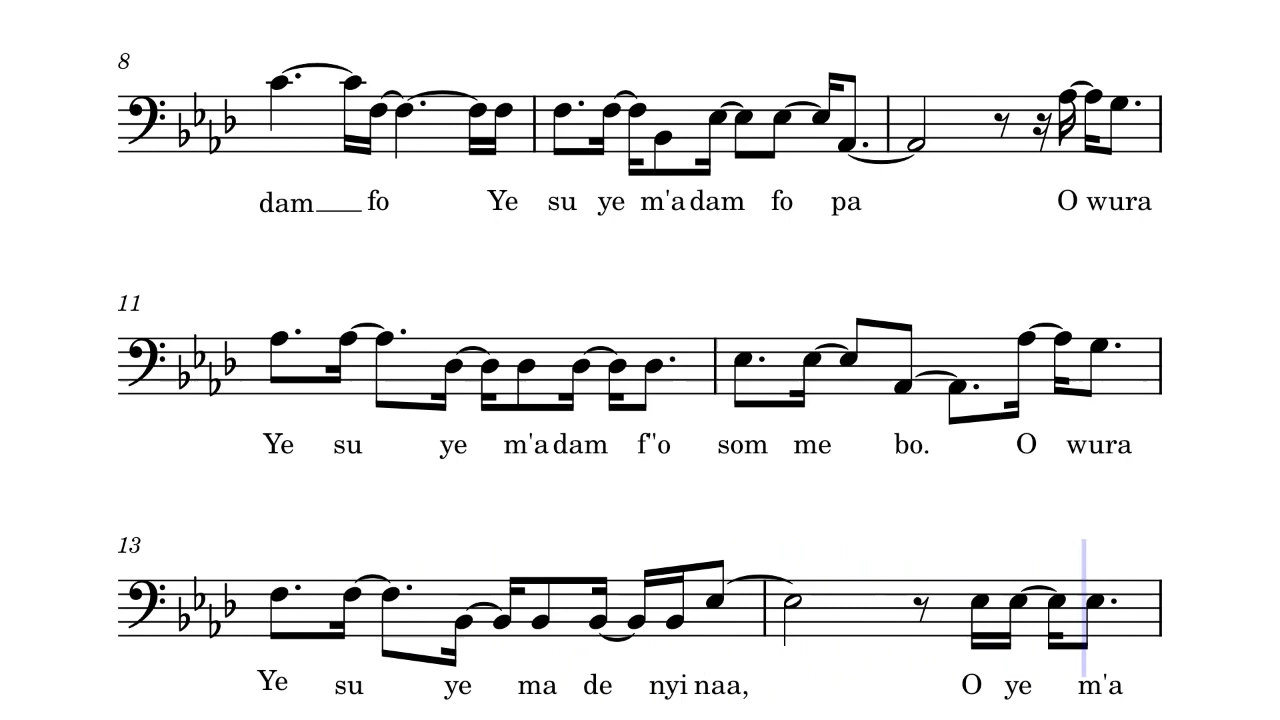 8
dam fo Ye su ye m'a dam fo pa O wura
11
Ye su ye m'a dam f"o som me bo. O wura
13
Ye su ye ma de nyi naa, O ye m'a